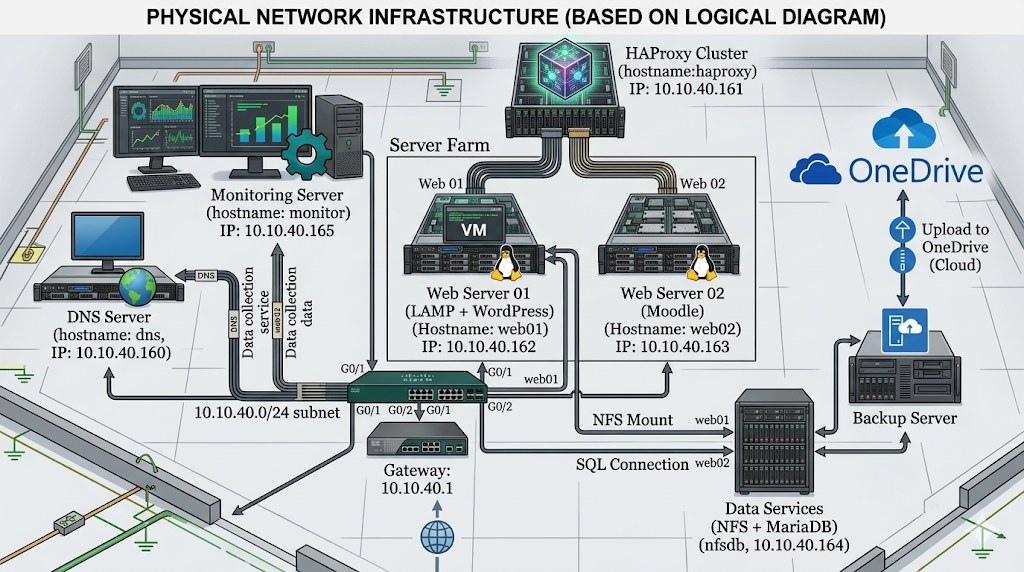 PHYSICAL NETWORK INFRASTRUCTURE (BASED ON LOGICAL DIAGRAM)
HAProxy Cluster
(hostname:haproxy)
IP: 10.10.40.161
Server Farm
Web 01
Web 02
VM
Web Server 01
(LAMP + WordPress)
(Hostname: web01)
IP: 10.10.40.162
Web Server 02
(Moodle)
(Hostname: web02)
IP: 10.10.40.163
Monitoring Server
(hostname: monitor)
IP: 10.10.40.165
DNS Server
(hostname: dns,
IP: 10.10.40.160)
DNS
DNS
Data collection
service
web02
Data collection
data
OneDrive
Upload to
OneDrive
(Cloud)
Backup Server
G0/1
G0/1
web01
10.10.40.0/24 subnet
G0/1
G0/2
G0/1
G0/2
Gateway:
10.10.40.1
NFS Mount
web01
SQL Connection
web02
Data Services
(NFS + MariaDB)
(nfsdb, 10.10.40.164)